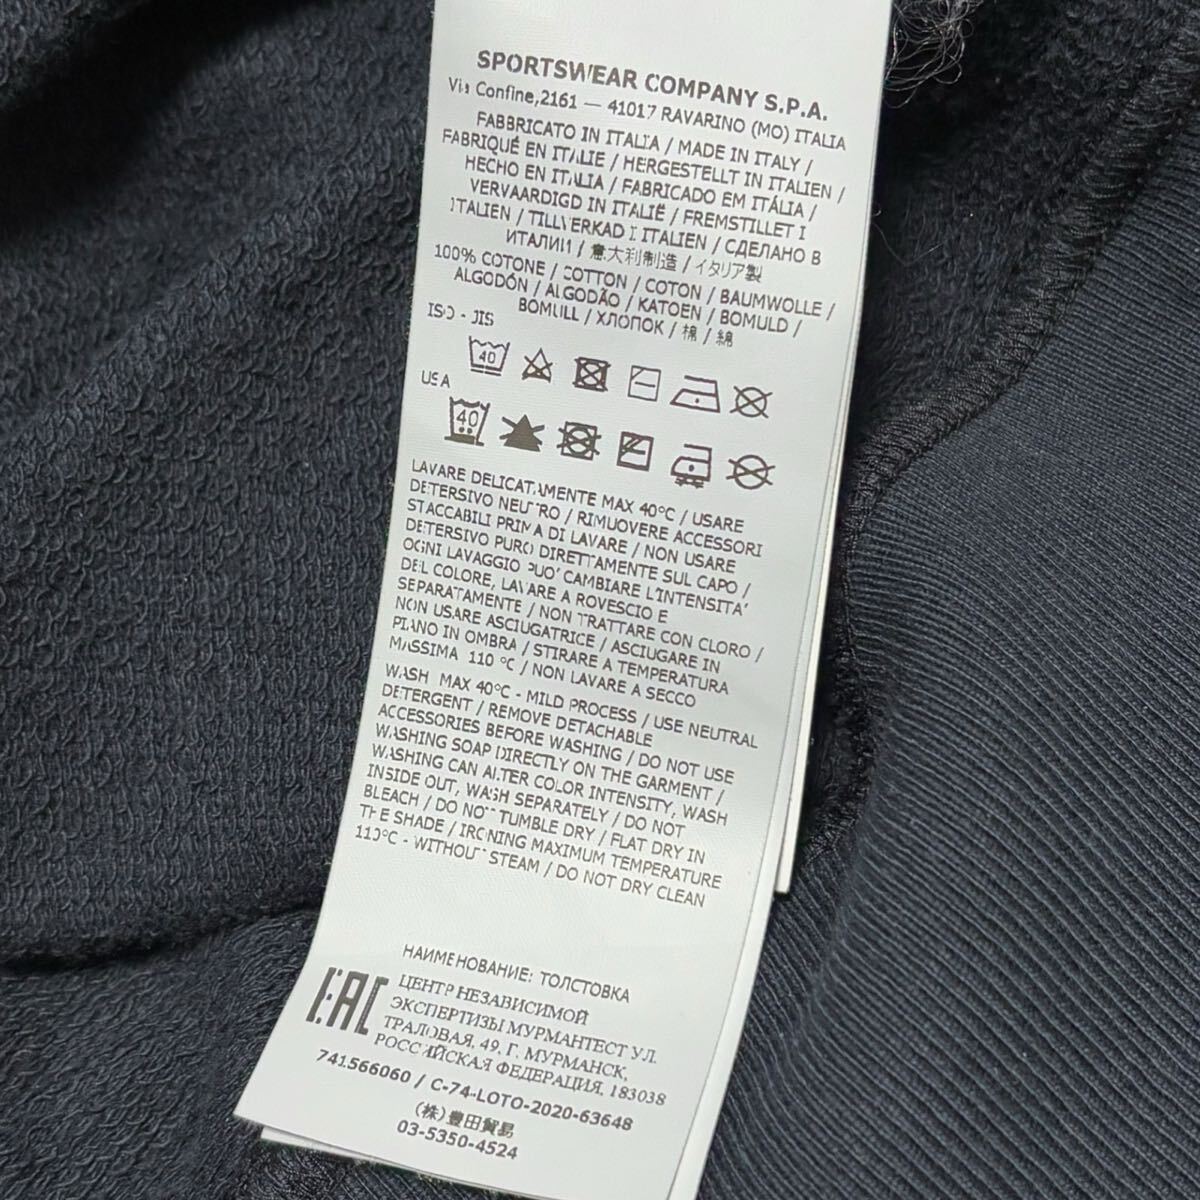 SPORTSWEAR COMPANY S.P.A.
Via Confine,2161 — 41017 RAVARINO (MO) ITALIA
FABBRICATO IN ITALIA / MADE IN ITALY /
FABRIQUÉ EN ITALIE / HERGESTELLT IN ITALIEN /
HECHO EN ITALIA / FABRICADO EM ITÁLIA /
VERVAARDIGD IN ITALIË / FREMSTILLET I
ITALIEN / TILLVERKAD I ITALIEN / СДЕЛАНО В
ИТАЛИИ / 意大利制造 / イタリア製
100% COTONE / COTTON / COTON / BAUMWOLLE /
ALGODÓN / ALGODÃO / KATOEN / BOMULD /
BOMULL / ХЛОПОК / 棉 / 綿
ISO - JIS
40
USA
40
LAVARE DELICATAMENTE MAX 40°C / USARE
DETERSIVO NEUTRO / RIMUOVERE ACCESSORI
STACCABILI PRIMA DI LAVARE / NON USARE
DETERSIVO PURO DIRETTAMENTE SUL CAPO /
OGNI LAVAGGIO PUO' CAMBIARE L'INTENSITA'
DEL COLORE, LAVARE A ROVESCIO E
SEPARATAMENTE / NON TRATTARE CON CLORO /
NON USARE ASCIUGATRICE / ASCIUGARE IN
PIANO IN OMBRA / STIRARE A TEMPERATURA
MASSIMA 110 °C / NON LAVARE A SECCO
WASH MAX 40°C - MILD PROCESS / USE NEUTRAL
DETERGENT / REMOVE DETACHABLE
ACCESSORIES BEFORE WASHING / DO NOT USE
WASHING SOAP DIRECTLY ON THE GARMENT /
WASHING CAN ALTER COLOR INTENSITY, WASH
INSIDE OUT, WASH SEPARATELY / DO NOT
BLEACH / DO NOT TUMBLE DRY / FLAT DRY IN
THE SHADE / IRONING MAXIMUM TEMPERATURE
110°C - WITHOUT STEAM / DO NOT DRY CLEAN
НАИМЕНОВАНИЕ: ТОЛСТОВКА
EAC
ЦЕНТР НЕЗАВИСИМОЙ
ЭКСПЕРТИЗЫ МУРМАНТЕСТ УЛ.
ТРАЛОВАЯ, 49, Г. МУРМАНСК,
РОССИЙСКАЯ ФЕДЕРАЦИЯ, 183038
741566060 / C-74-LOTO-2020-63648
(株)豊田貿易
03-5350-4524